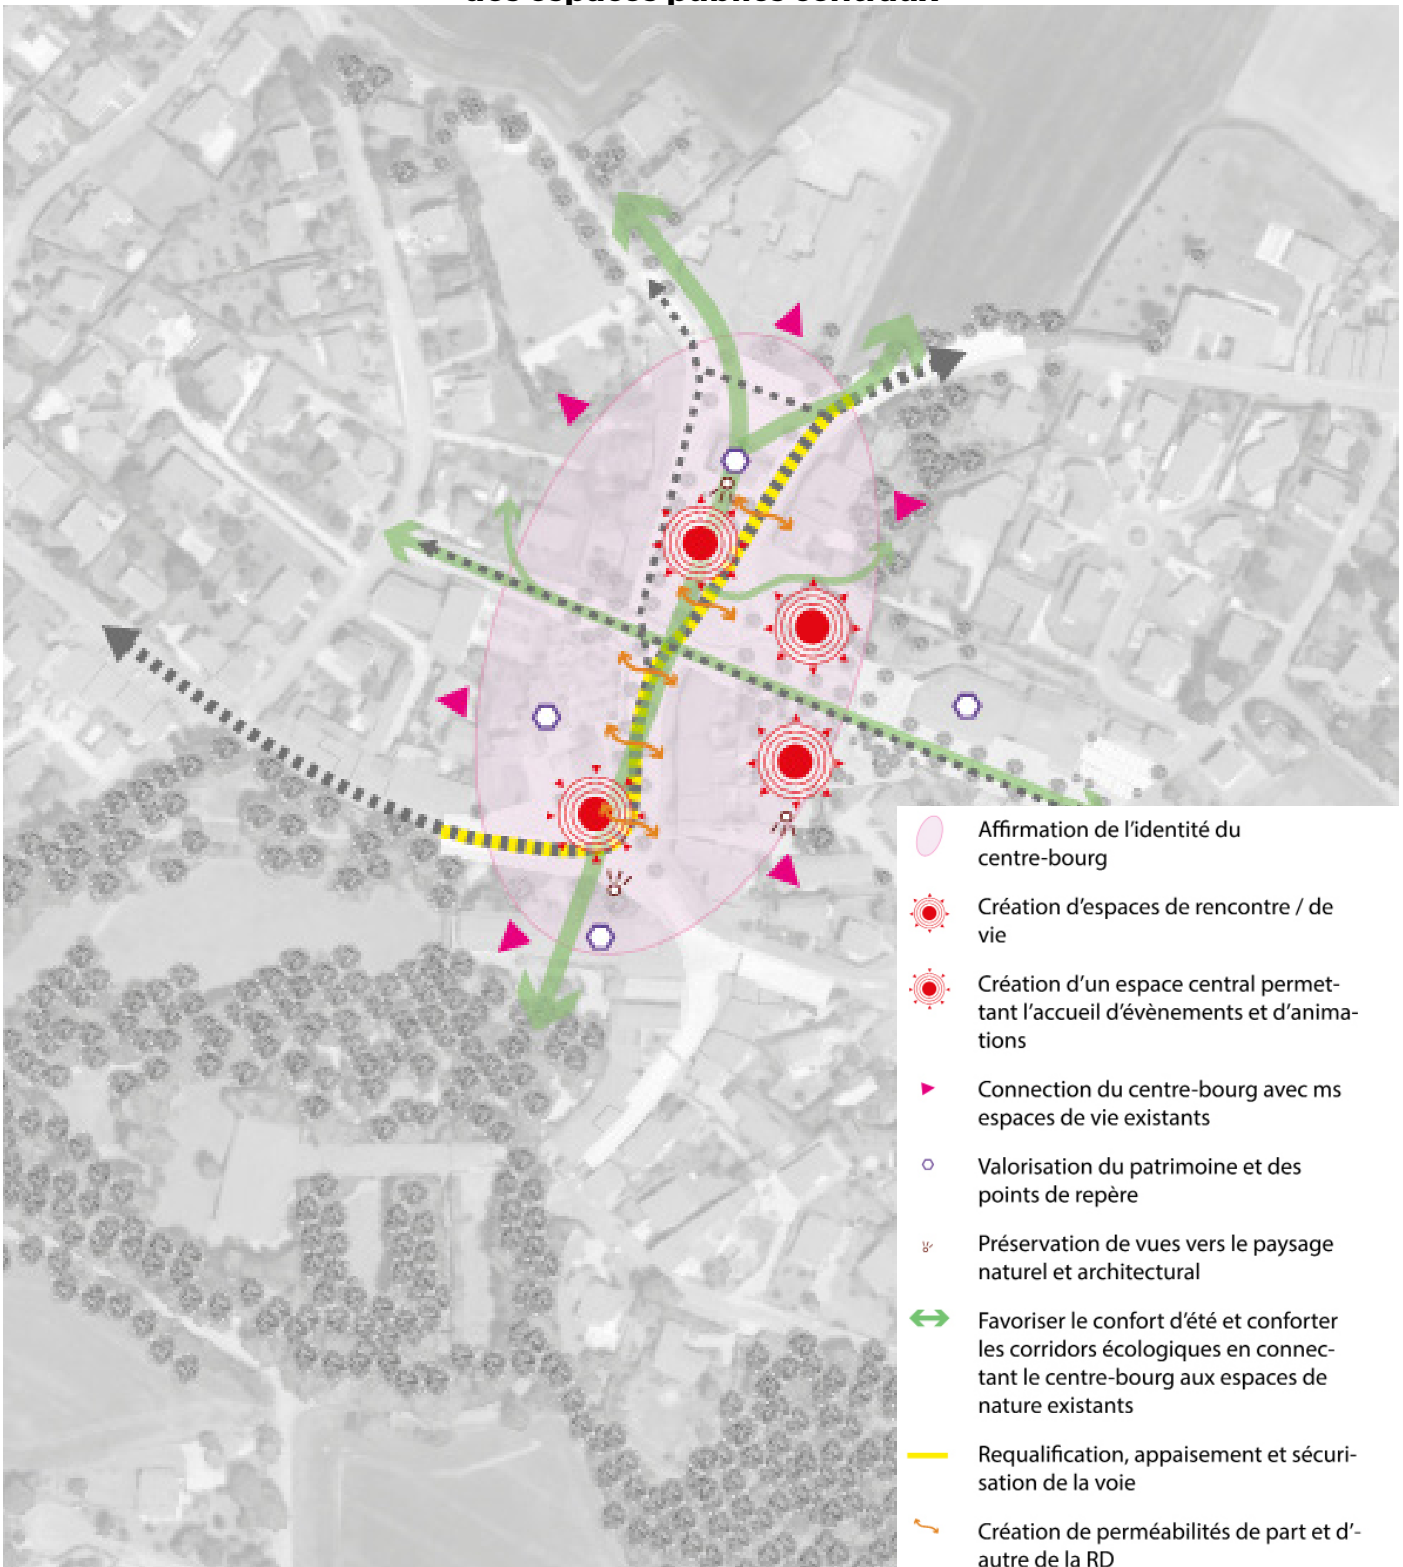 des espaces publics centraux
Affirmation de l'identité du
centre-bourg
Création d'espaces de rencontre / de
vie
Création d'un espace central permet-
tant l'accueil d'évènements et d'anima-
tions
Connection du centre-bourg avec ms
espaces de vie existants
Valorisation du patrimoine et des
points de repère
Préservation de vues vers le paysage
naturel et architectural
Favoriser le confort d'été et conforter
les corridors écologiques en connec-
tant le centre-bourg aux espaces de
nature existants
Requalification, appaisement et sécuri-
sation de la voie
Création de perméabilités de part et d'-
autre de la RD